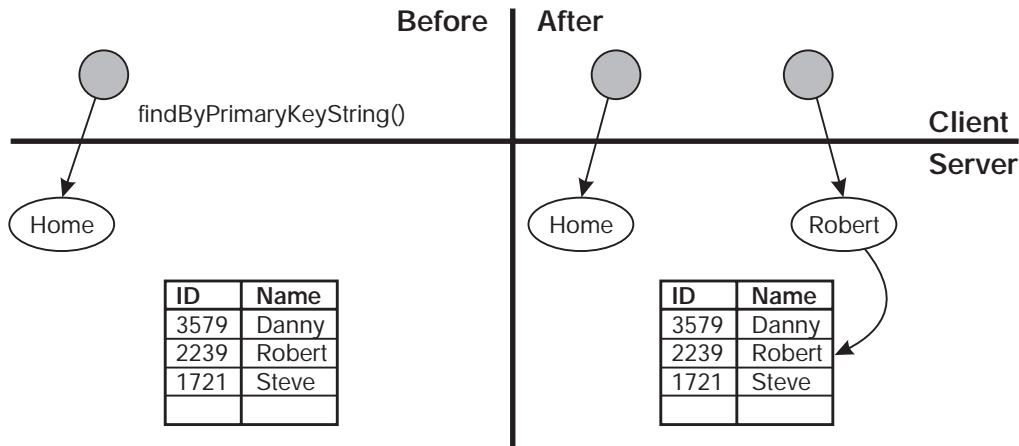 Before After
findByPrimaryKeyString()
Client
Server
Home
Home
Robert
ID Name
3579 Danny
2239 Robert
1721 Steve
ID Name
3579 Danny
2239 Robert
1721 Steve